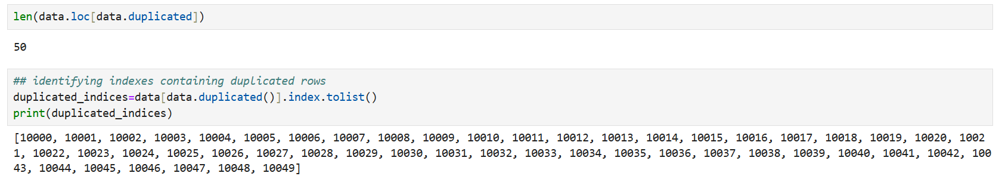 len(data.loc[data.duplicated])
50
## identifying indexes containing duplicated rows
duplicated_indices=data[data.duplicated()].index.tolist()
print(duplicated_indices)
[10000, 10001, 10002, 10003, 10004, 10005, 10006, 10007, 10008, 10009, 10010, 10011, 10012, 10013, 10014, 10015, 10016, 10017, 10018, 10019, 10020, 1002
1, 10022, 10023, 10024, 10025, 10026, 10027, 10028, 10029, 10030, 10031, 10032, 10033, 10034, 10035, 10036, 10037, 10038, 10039, 10040, 10041, 10042, 100
43, 10044, 10045, 10046, 10047, 10048, 10049]